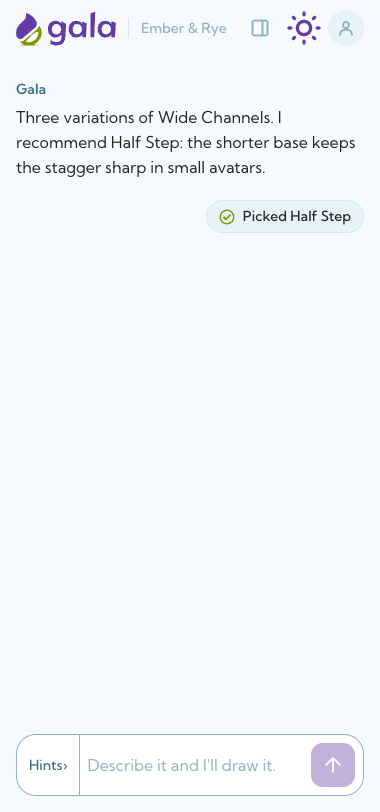 gala
Ember & Rye
Gala
Three variations of Wide Channels. I
recommend Half Step: the shorter base keeps
the stagger sharp in small avatars.
Picked Half Step
Hints›
Describe it and I'll draw it.